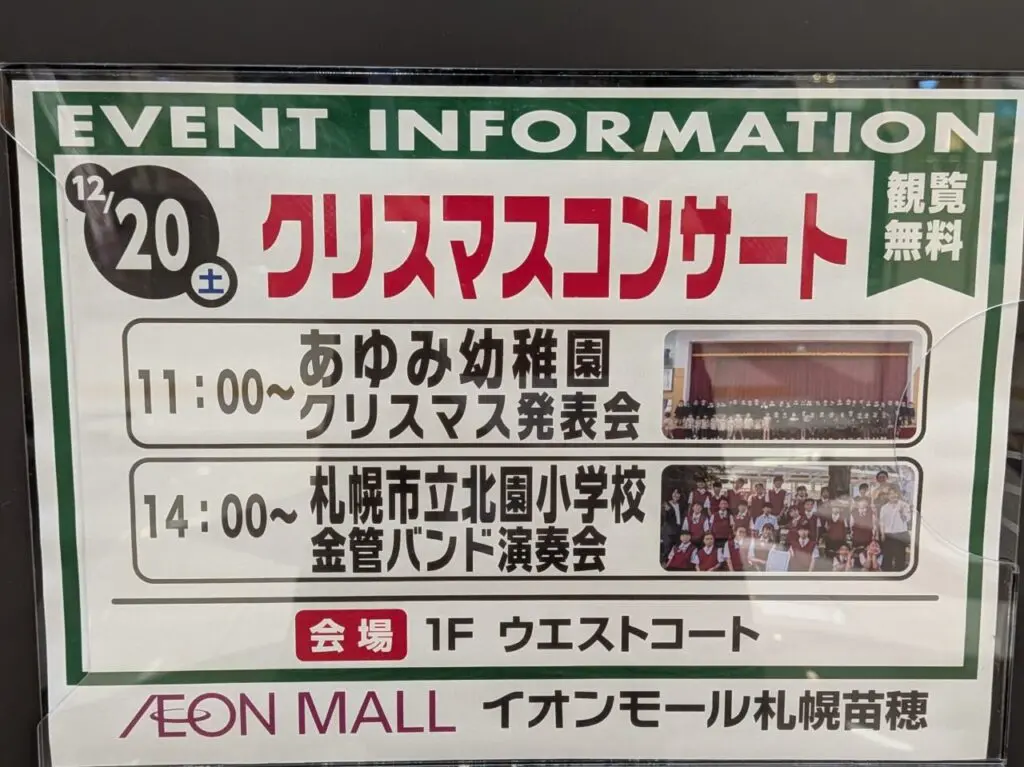 EVENT INFORMATION
12/20 土
クリスマスコンサート
観覧
無料
11:00~
あゆみ幼稚園
クリスマス発表会
14:00~
札幌市立北園小学校
金管バンド演奏会
会場 1F ウエストコート
ÆON MALL イオンモール札幌苗穂